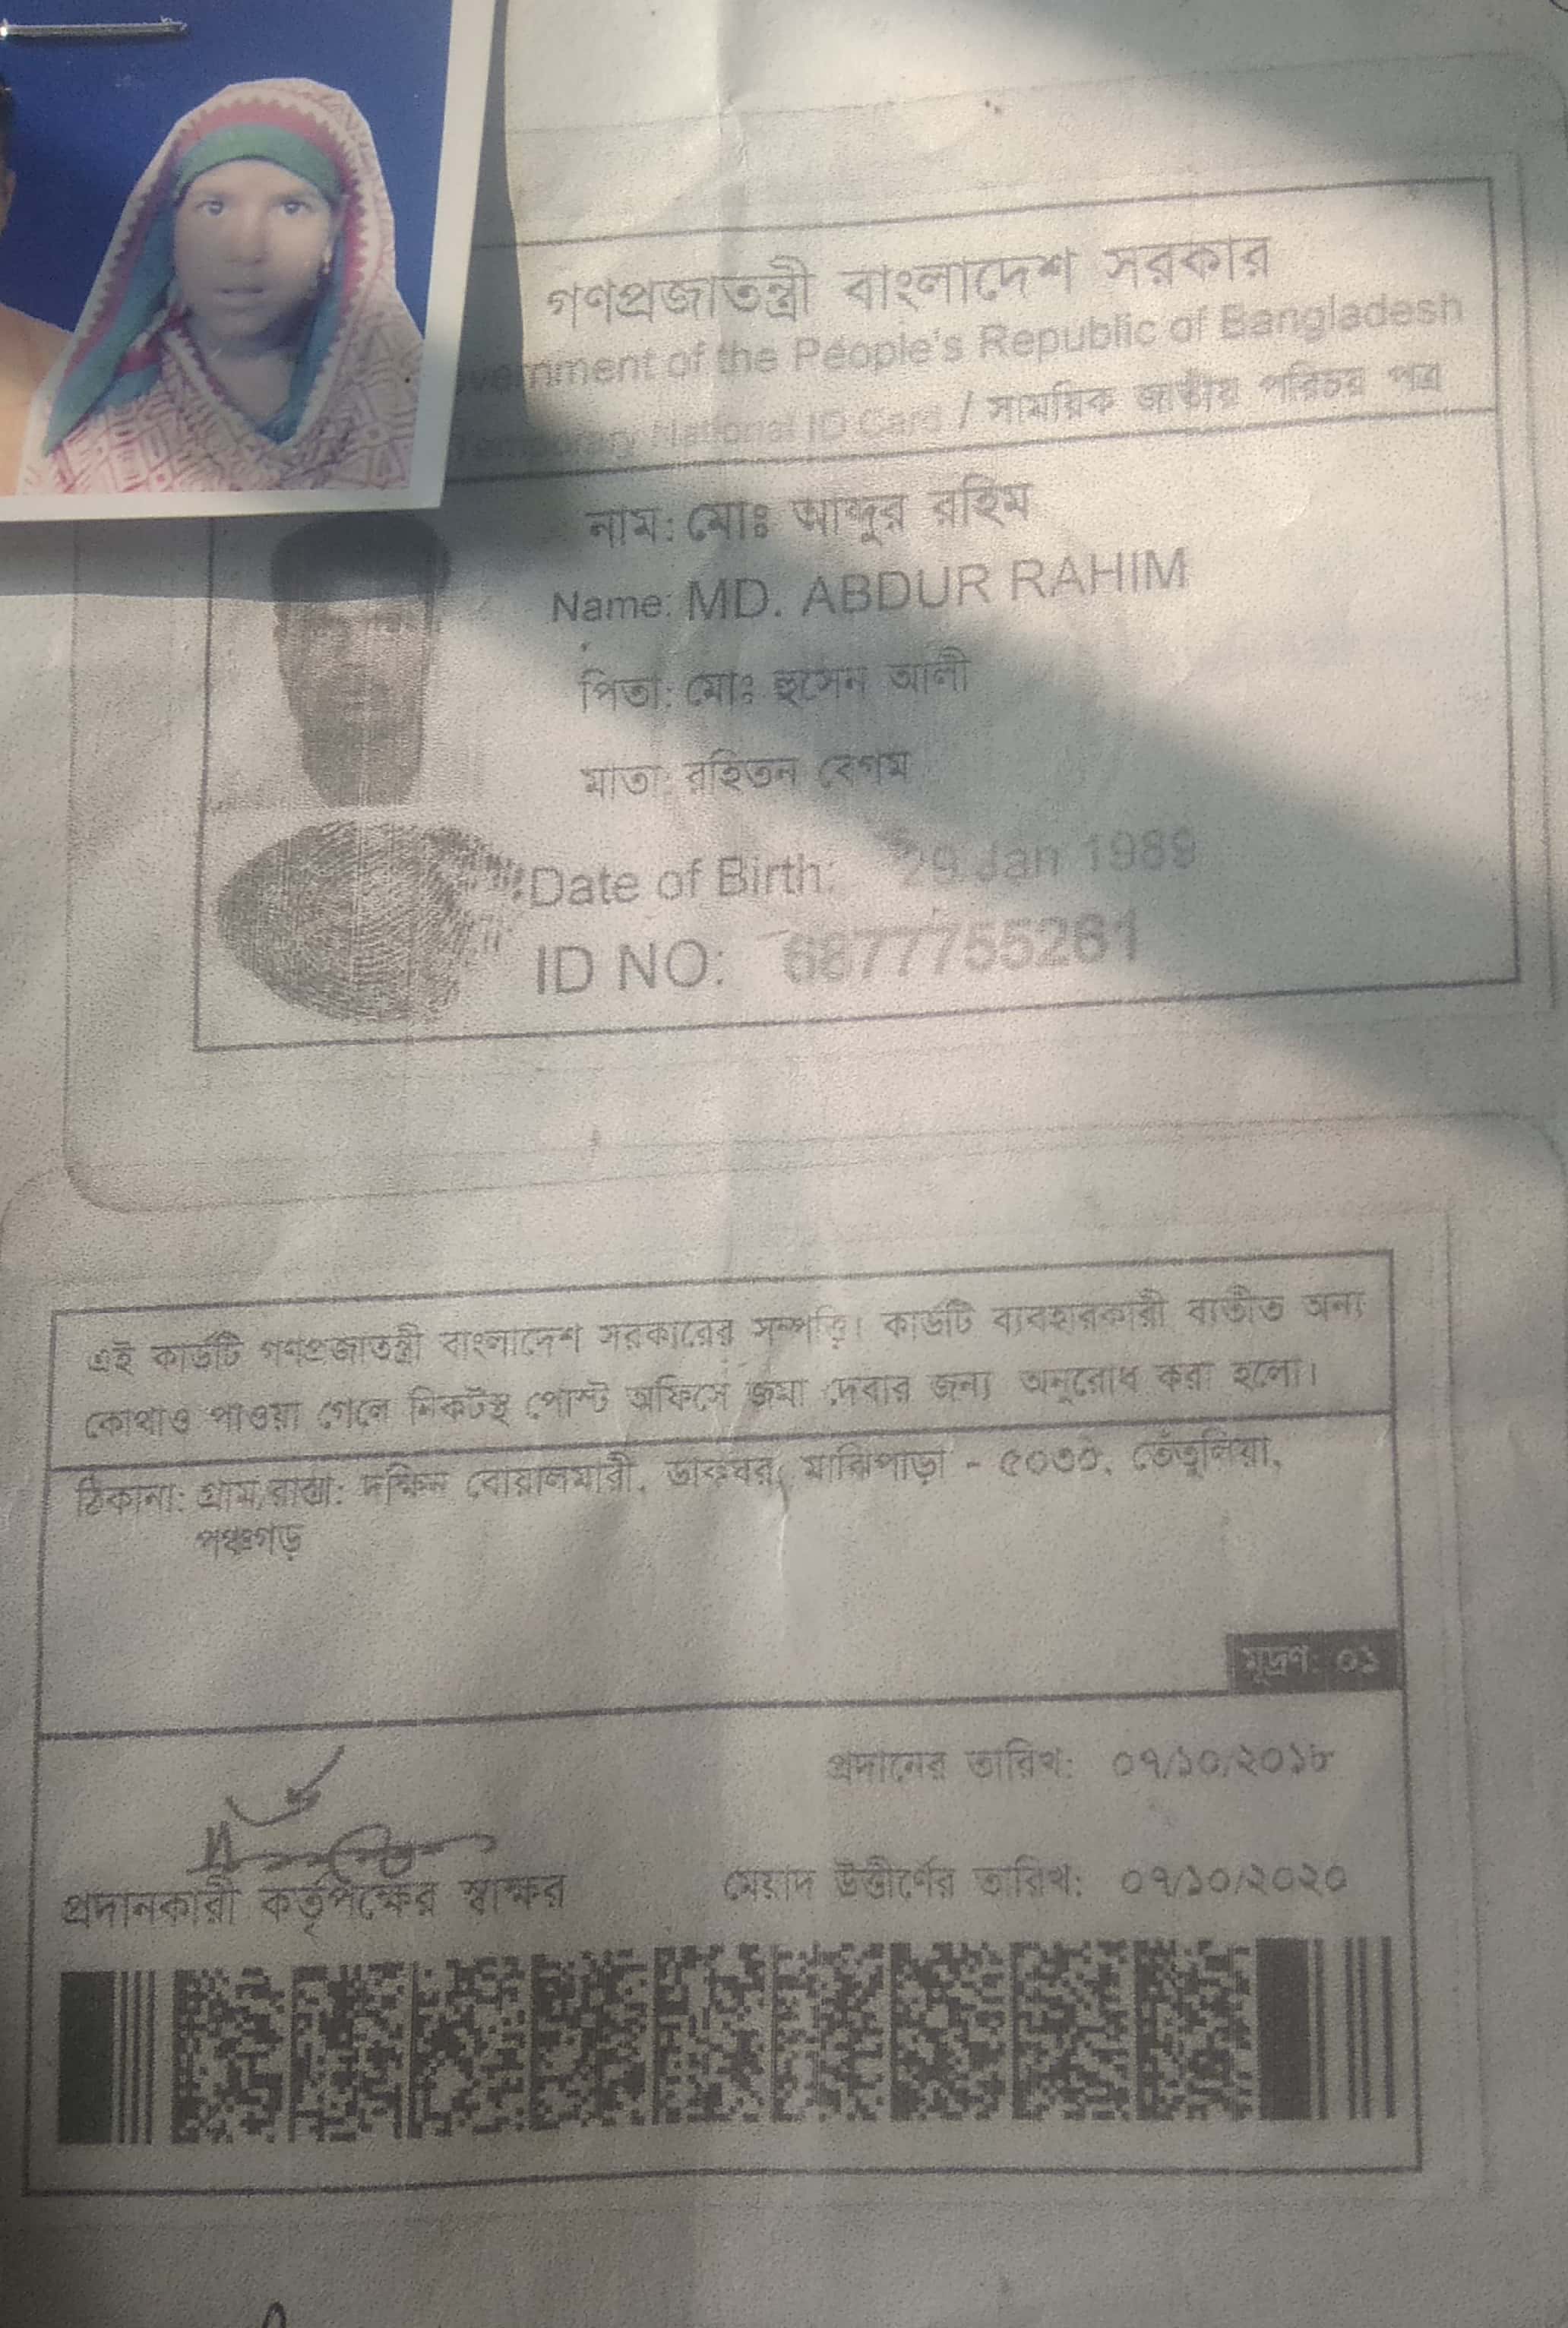 গণপ্রজাতন্ত্রী বাংলাদেশ সরকার
vernment of the People's Republic of Bangladesh
Temporary National ID Card / সাময়িক জাতীয় পরিচয় পত্র
নাম: মোঃ আব্দুর রহিম
Name: MD. ABDUR RAHIM
পিতা: মোঃ হুসেন আলী
মাতা: রহিতন বেগম
Date of Birth: 29 Jan 1989
ID NO: 6877755261
এই কার্ডটি গণপ্রজাতন্ত্রী বাংলাদেশ সরকারের সম্পত্তি। কার্ডটি ব্যবহারকারী ব্যতীত অন্য
কোথাও পাওয়া গেলে নিকটস্থ পোস্ট অফিসে জমা দেবার জন্য অনুরোধ করা হলো।
ঠিকানা: গ্রাম/রাস্তা: দক্ষিন বোয়ালমারী, ডাকঘর: মাঝিপাড়া - ৫০৩০, তেঁতুলিয়া,
পঞ্চগড়
মুদ্রণ: ০১
প্রদানের তারিখ: ০৭/১০/২০১৮
প্রদানকারী কর্তৃপক্ষের স্বাক্ষর মেয়াদ উত্তীর্ণের তারিখ: ০৭/১০/২০২০